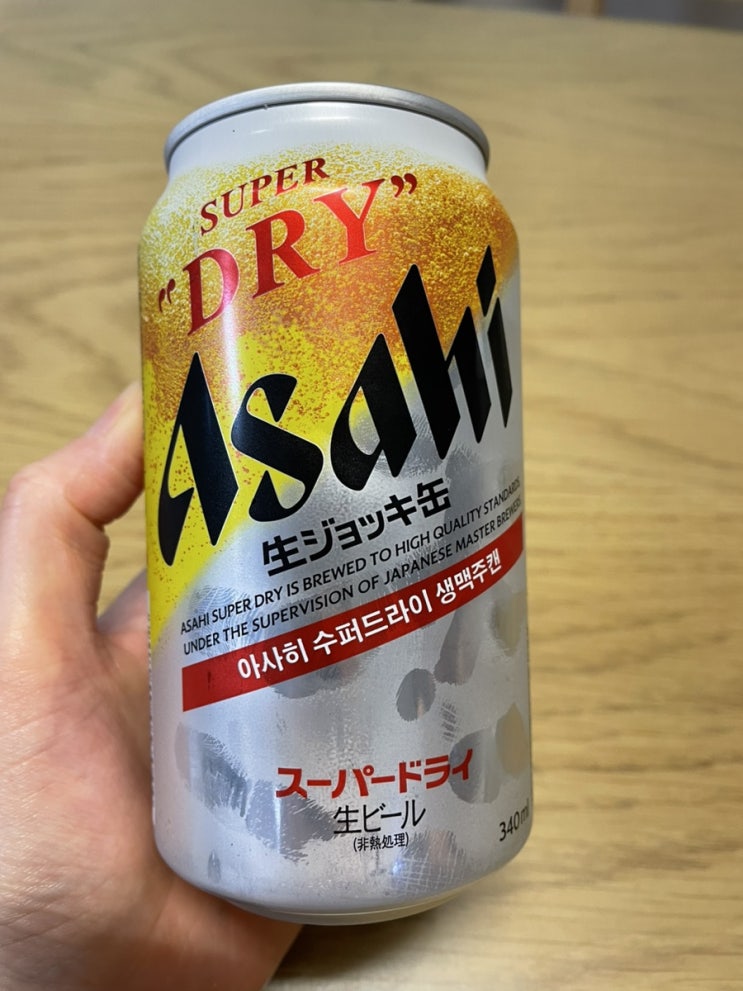 SUPER
"DRY"
Asahi
生ジョッキ缶
ASAHI SUPER DRY IS BREWED TO HIGH QUALITY STANDARDS
UNDER THE SUPERVISION OF JAPANESE MASTER BREWERS
아사히 수퍼드라이 생맥주캔
スーパードライ
生ビール
(非熱処理)
340ml